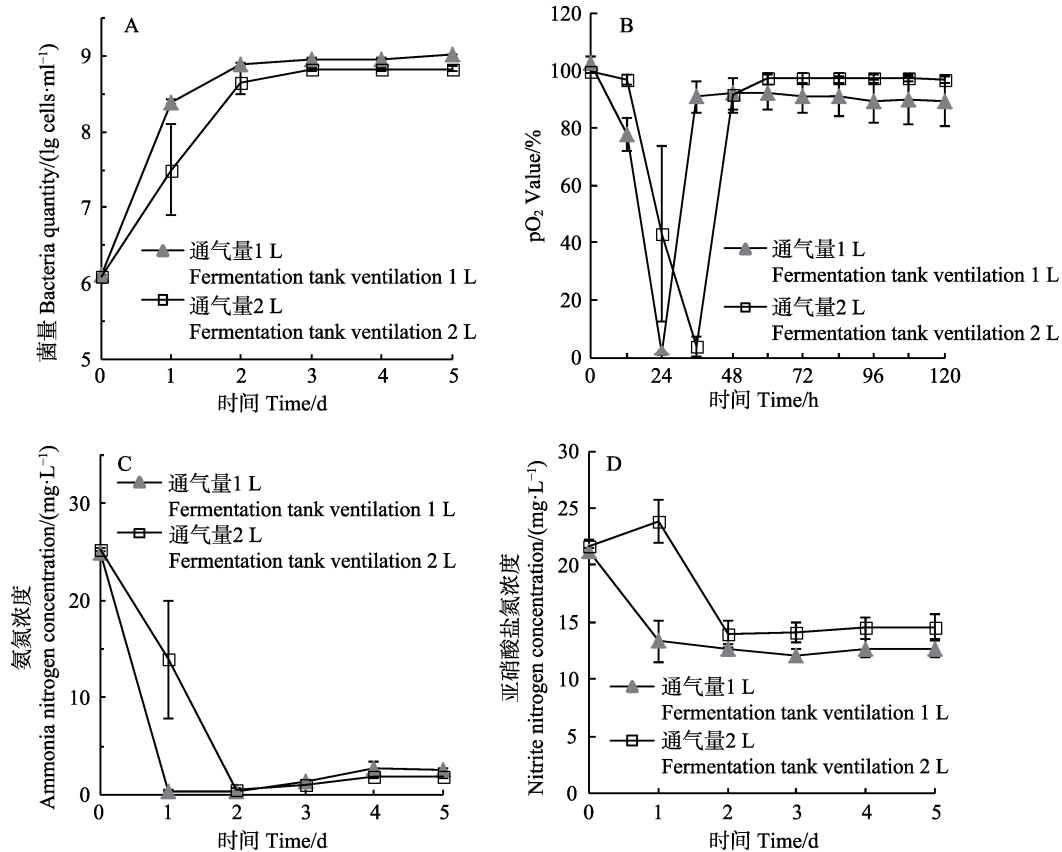 A
菌量 Bacteria quantity/(lg cells·ml⁻¹)
9
8
7
6
5
通气量1 L
Fermentation tank ventilation 1 L
通气量2 L
Fermentation tank ventilation 2 L
0 1 2 3 4 5
时间 Time/d
B
pO₂ Value/%
120
100
80
60
40
20
0
通气量1 L
Fermentation tank ventilation 1 L
通气量2 L
Fermentation tank ventilation 2 L
0 24 48 72 96 120
时间 Time/h
C
氨氮浓度
Ammonia nitrogen concentration/(mg·L⁻¹)
30
20
10
0
通气量1 L
Fermentation tank ventilation 1 L
通气量2 L
Fermentation tank ventilation 2 L
0 1 2 3 4 5
时间 Time/d
D
亚硝酸盐氮浓度
Nitrite nitrogen concentration/(mg·L⁻¹)
30
25
20
15
10
5
0
通气量1 L
Fermentation tank ventilation 1 L
通气量2 L
Fermentation tank ventilation 2 L
0 1 2 3 4 5
时间 Time/d